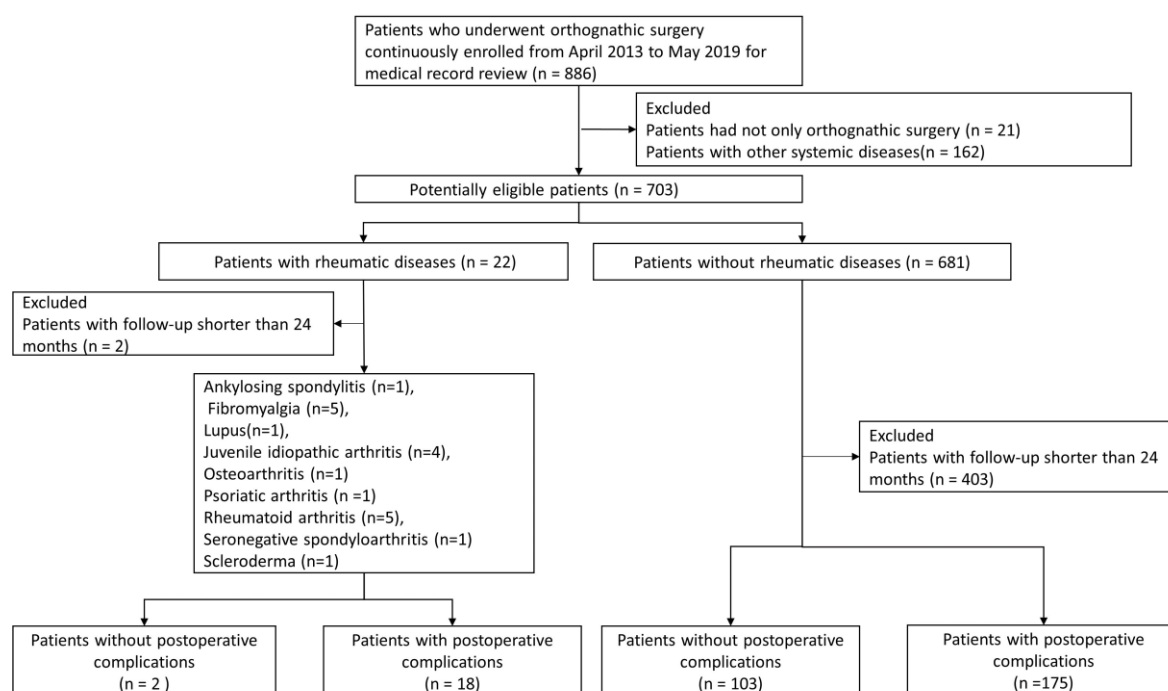 Patients who underwent orthognathic surgery
continuously enrolled from April 2013 to May 2019 for
medical record review (n = 886)
Excluded
Patients had not only orthognathic surgery (n = 21)
Patients with other systemic diseases(n = 162)
Potentially eligible patients (n = 703)
Patients with rheumatic diseases (n = 22)
Patients without rheumatic diseases (n = 681)
Excluded
Patients with follow-up shorter than 24
months (n = 2)
Ankylosing spondylitis (n=1),
Fibromyalgia (n=5),
Lupus(n=1),
Juvenile idiopathic arthritis (n=4),
Osteoarthritis (n=1)
Psoriatic arthritis (n =1)
Rheumatoid arthritis (n=5),
Seronegative spondyloarthritis (n=1)
Scleroderma (n=1)
Excluded
Patients with follow-up shorter than 24
months (n = 403)
Patients without postoperative
complications
(n = 2 )
Patients with postoperative
complications
(n = 18)
Patients without postoperative
complications
(n = 103)
Patients with postoperative
complications
(n =175)